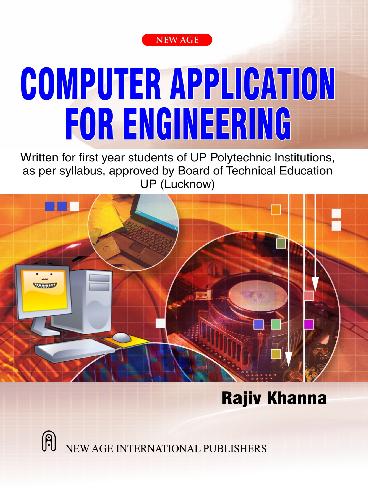 NEW AGE
COMPUTER APPLICATION
FOR ENGINEERING
Written for first year students of UP Polytechnic Institutions,
as per syllabus, approved by Board of Technical Education
UP (Lucknow)
Rajiv Khanna
NEW AGE INTERNATIONAL PUBLISHERS